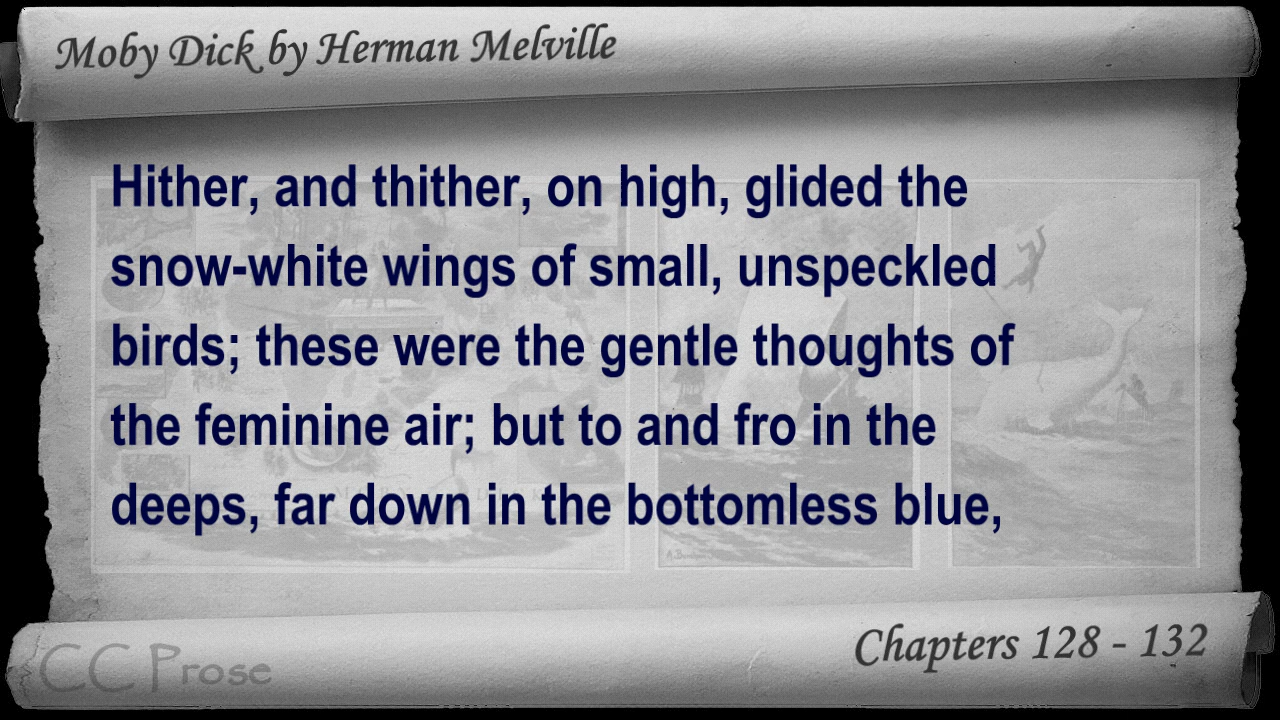 Moby Dick by Herman Melville
Hither, and thither, on high, glided the
snow-white wings of small, unspeckled
birds; these were the gentle thoughts of
the feminine air; but to and fro in the
deeps, far down in the bottomless blue,
Chapters 128 - 132
CC Prose